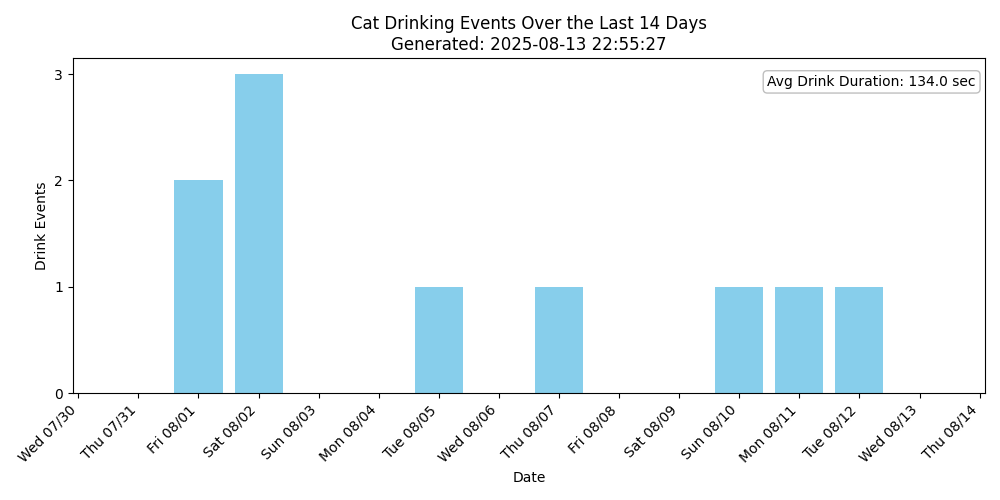 Cat Drinking Events Over the Last 14 Days
Generated: 2025-08-13 22:55:27
Avg Drink Duration: 134.0 sec
3
2
1
0
Drink Events
Wed 07/30
Thu 07/31
Fri 08/01
Sat 08/02
Sun 08/03
Mon 08/04
Tue 08/05
Wed 08/06
Thu 08/07
Fri 08/08
Sat 08/09
Sun 08/10
Mon 08/11
Tue 08/12
Wed 08/13
Thu 08/14
Date